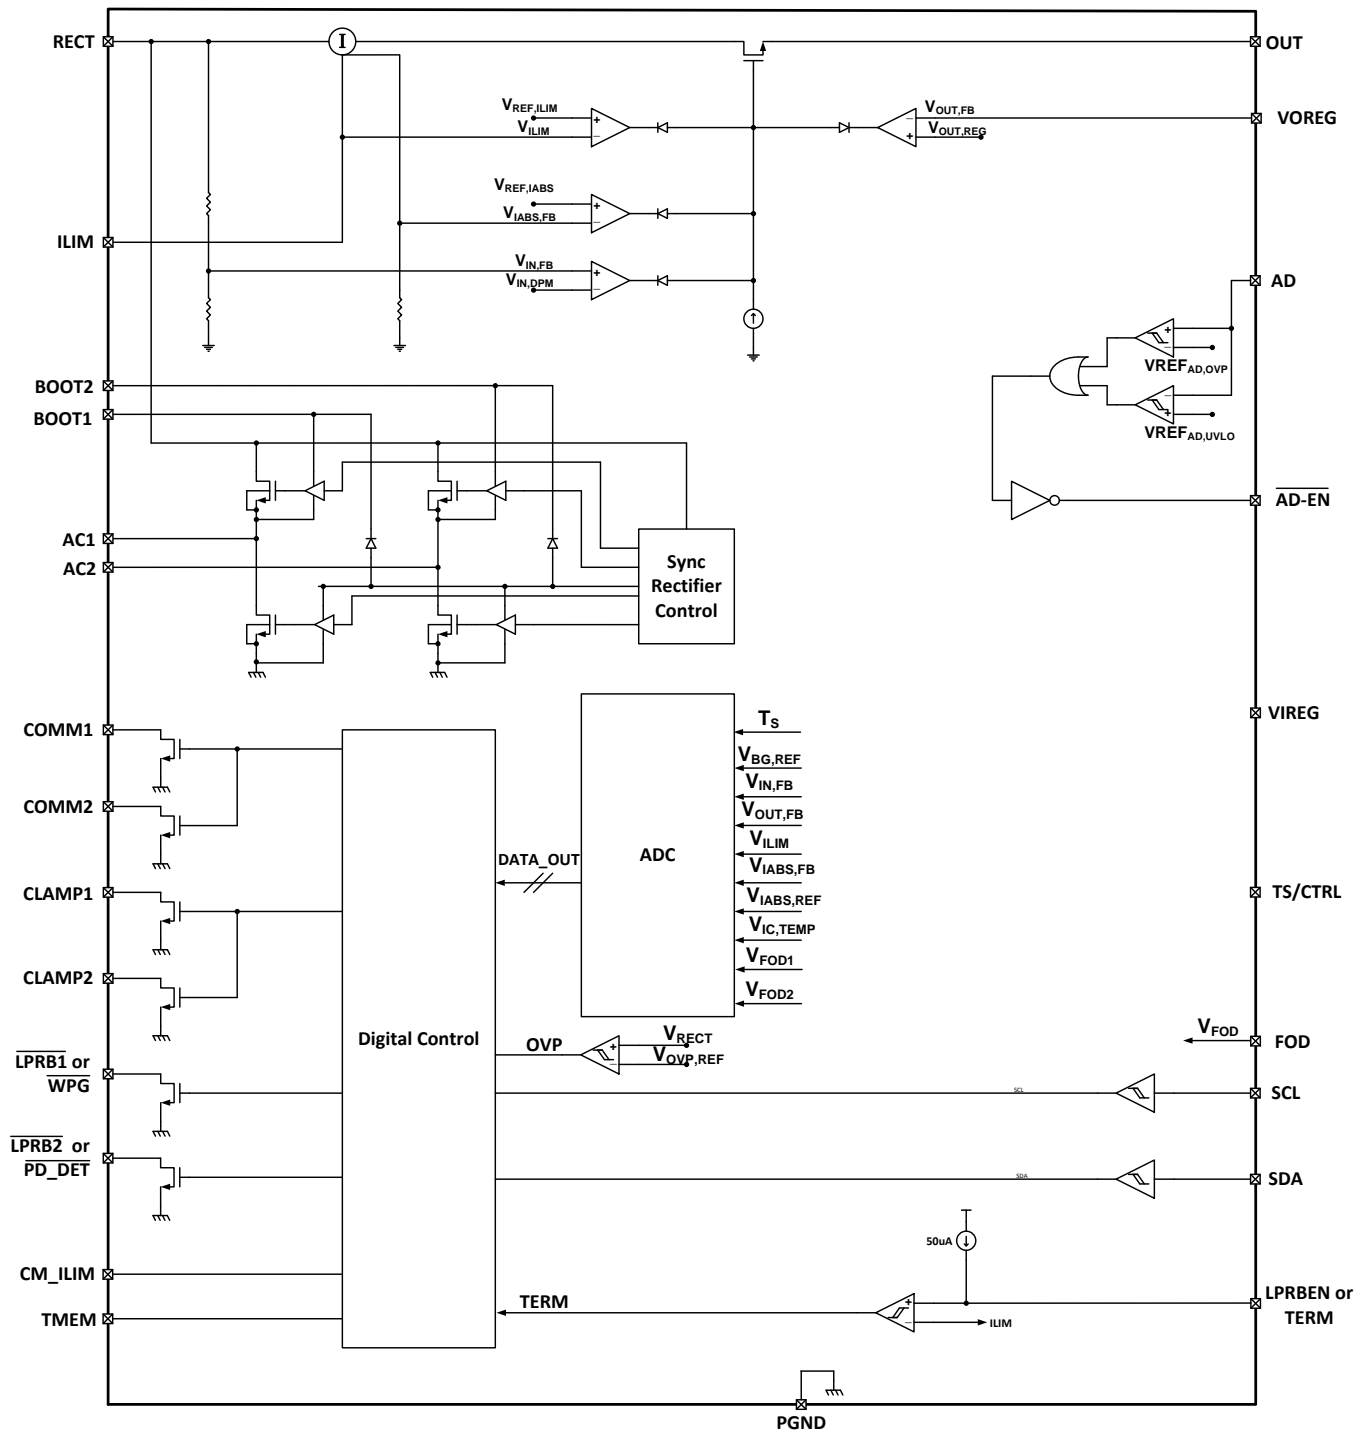 RECT
I
OUT
VREF,ILIM
VILIM
VOUT,FB
VOUT,REG
VOREG
VREF,IABS
VIABS,FB
ILIM
VIN,FB
VIN,DPM
AD
VREFAD,OVP
VREFAD,UVLO
BOOT2
BOOT1
AD-EN
AC1
AC2
Sync
Rectifier
Control
COMM1
COMM2
CLAMP1
CLAMP2
TS
VBG,REF
VIN,FB
VOUT,FB
VILIM
VIABS,FB
VIABS,REF
VIC,TEMP
VFOD1
VFOD2
ADC
DATA_OUT
VIREG
TS/CTRL
Digital Control
OVP
VRECT
VOVP,REF
VFOD
FOD
LPRB1 or
WPG
SCL
SCL
LPRB2 or
PD_DET
SDA
SDA
50uA
CM_ILIM
TMEM
TERM
ILIM
LPRBEN or
TERM
PGND